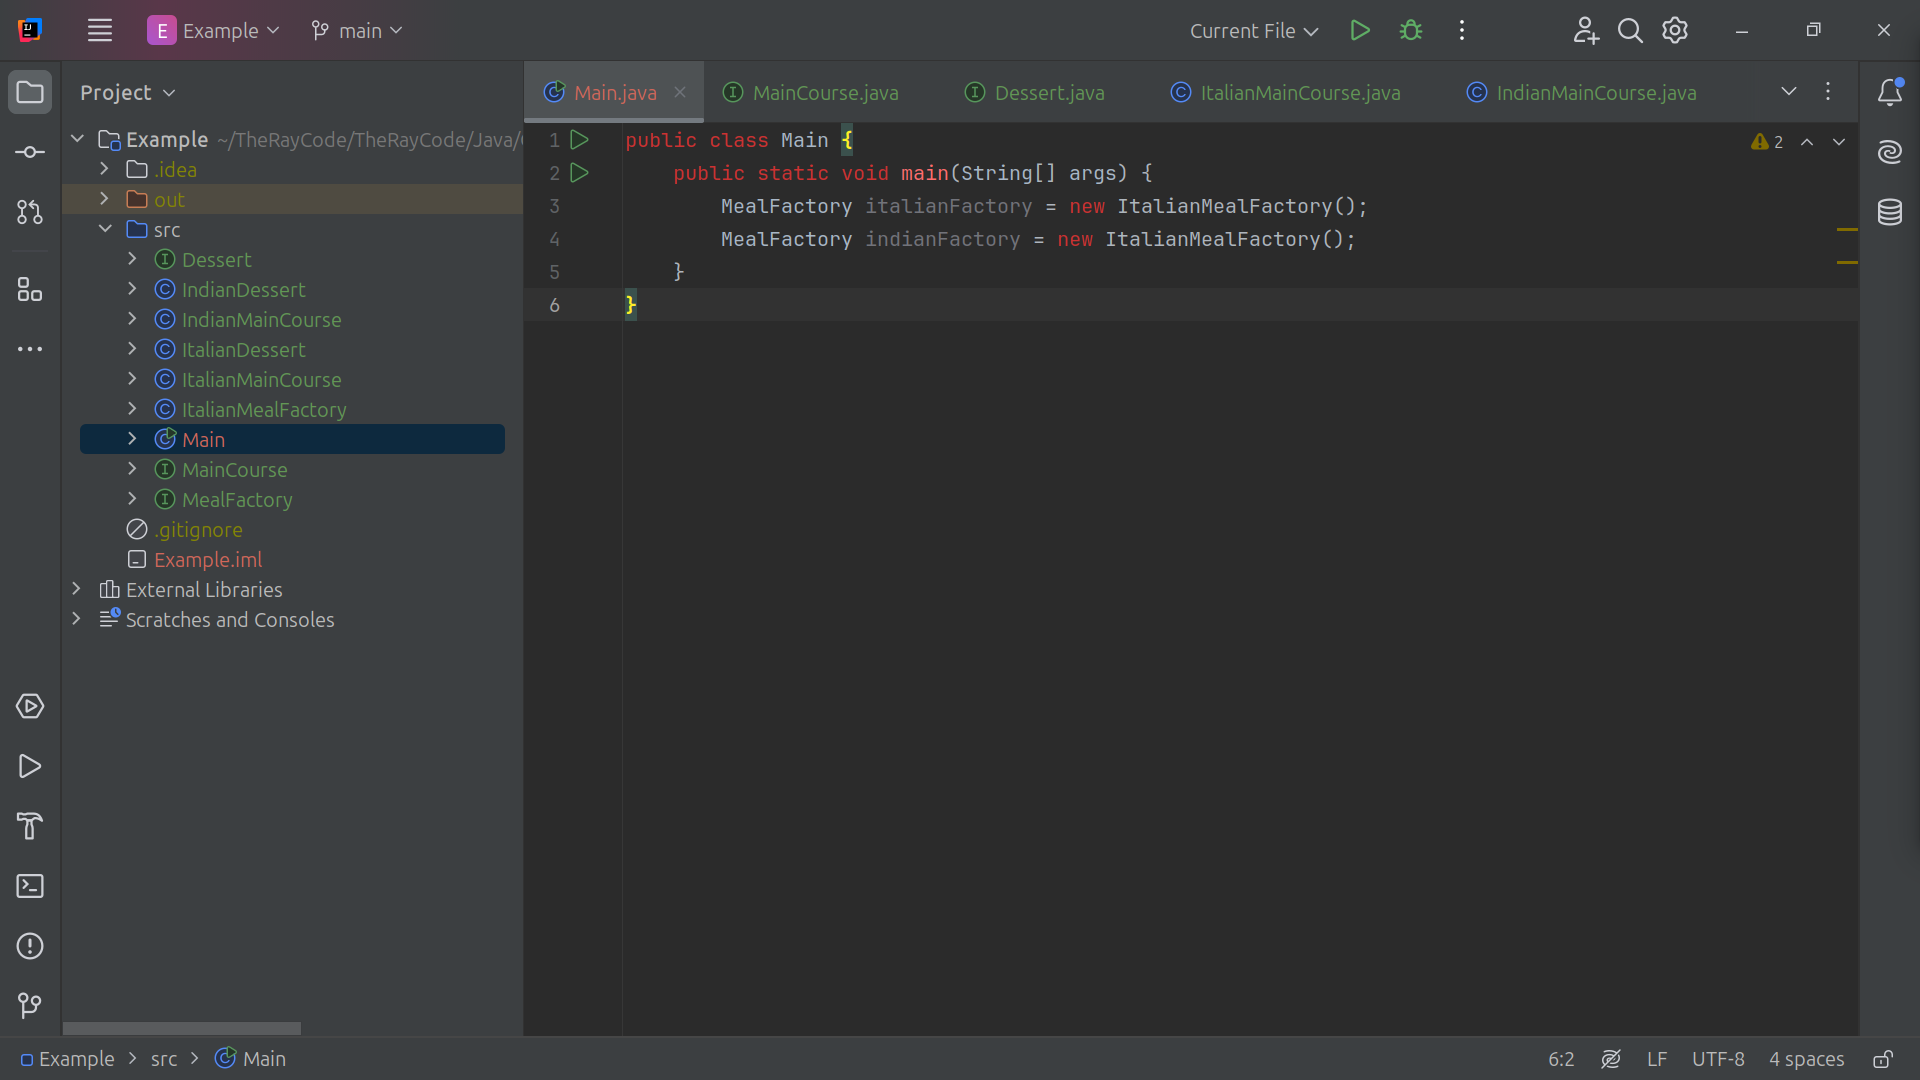 E Example main Current File
Project
Main.java MainCourse.java Dessert.java ItalianMainCourse.java IndianMainCourse.java
Example ~/TheRayCode/TheRayCode/Java/
.idea
out
src
Dessert
IndianDessert
IndianMainCourse
ItalianDessert
ItalianMainCourse
ItalianMealFactory
Main
MainCourse
MealFactory
.gitignore
Example.iml
External Libraries
Scratches and Consoles
1 public class Main {
2 public static void main(String[] args) {
3 MealFactory italianFactory = new ItalianMealFactory();
4 MealFactory indianFactory = new ItalianMealFactory();
5 }
6 }
2
Example src Main
6:2 LF UTF-8 4 spaces